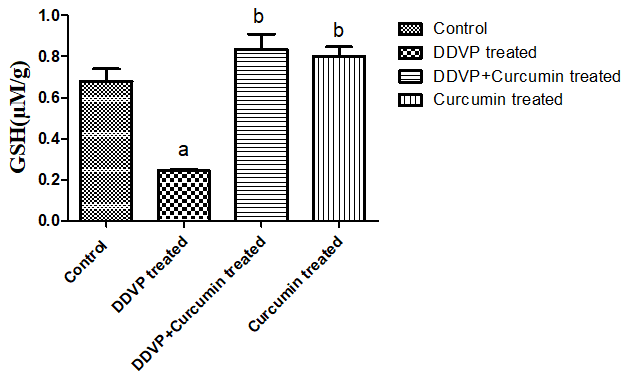 GSH(µM/g)
1.0
0.8
0.6
0.4
0.2
0.0
a
b
b
Control
DDVP treated
DDVP+Curcumin treated
Curcumin treated
Control
DDVP treated
DDVP+Curcumin treated
Curcumin treated